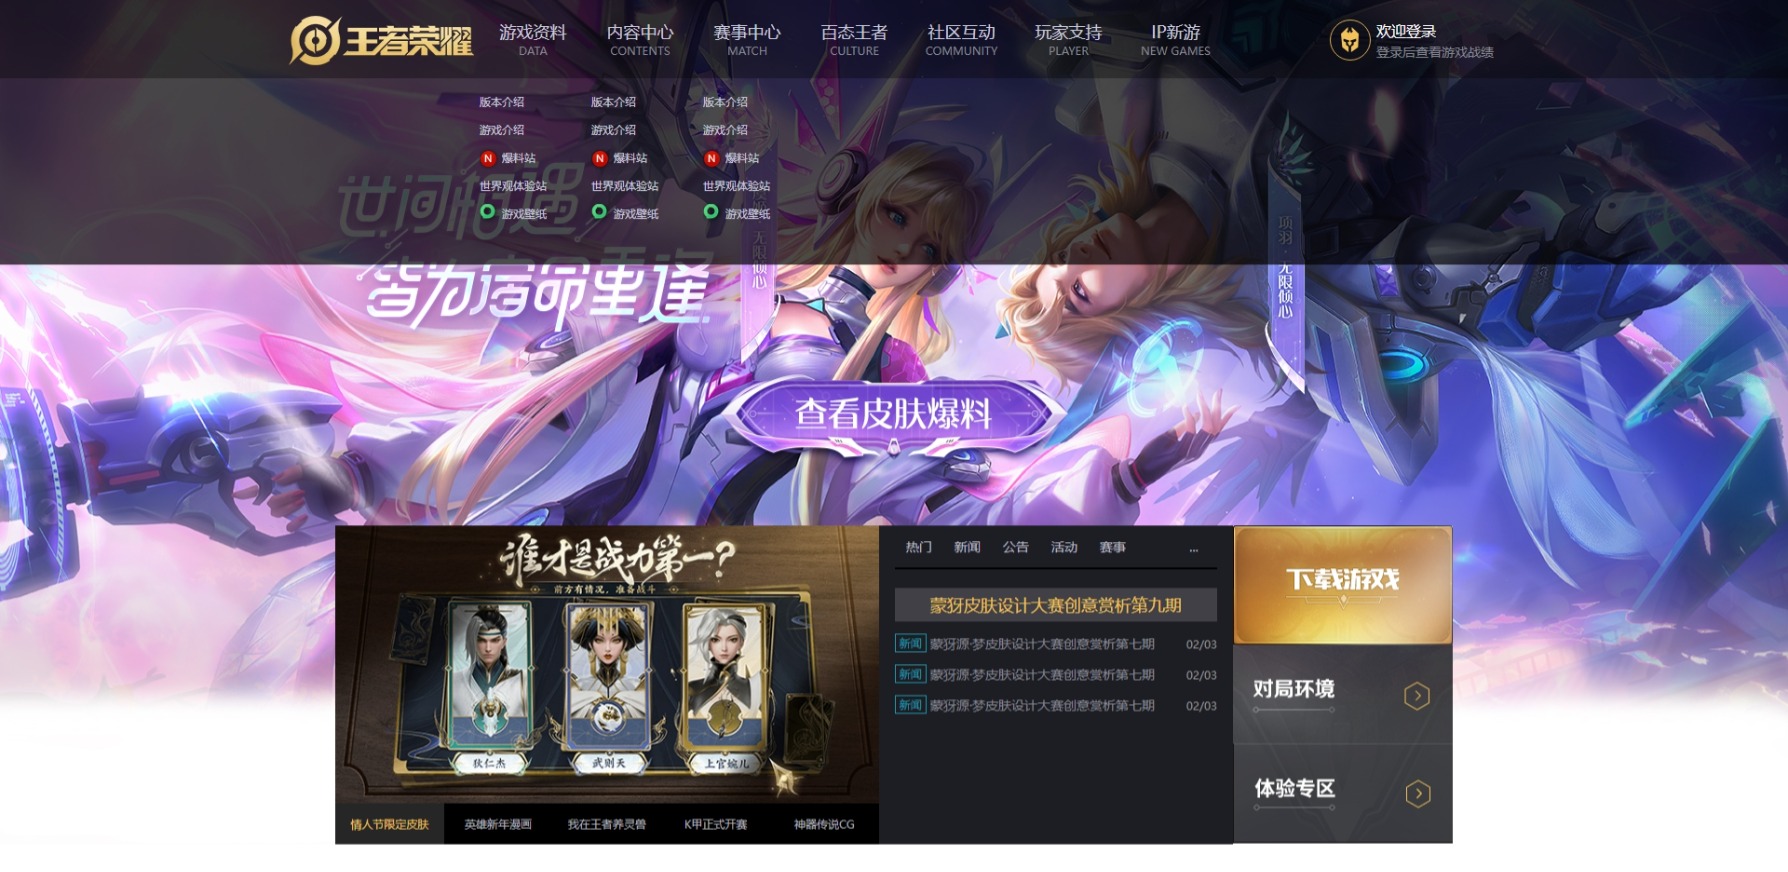 王者荣耀
游戏资料 内容中心 赛事中心 百态王者 社区互动 玩家支持 IP新游
DATA CONTENTS MATCH CULTURE COMMUNITY PLAYER NEW GAMES
欢迎登录
登录后查看游戏战绩
版本介绍 版本介绍 版本介绍
游戏介绍 游戏介绍 游戏介绍
N 爆料站 N 爆料站 N 爆料站
世界观体验站 世界观体验站 世界观体验站
游戏壁纸 游戏壁纸 游戏壁纸
世间相遇
皆为宿命重逢
无限倾心
项羽·无限倾心
查看皮肤爆料
谁才是战力第一?
前方有情况，准备战斗
狄仁杰 武则天 上官婉儿
情人节限定皮肤 英雄新年漫画 我在王者养灵兽 K甲正式开赛 神器传说CG
热门 新闻 公告 活动 赛事 ...
蒙犽皮肤设计大赛创意赏析第九期
新闻 蒙犽源·梦皮肤设计大赛创意赏析第七期 02/03
新闻 蒙犽源·梦皮肤设计大赛创意赏析第七期 02/03
新闻 蒙犽源·梦皮肤设计大赛创意赏析第七期 02/03
下载游戏
对局环境
体验专区